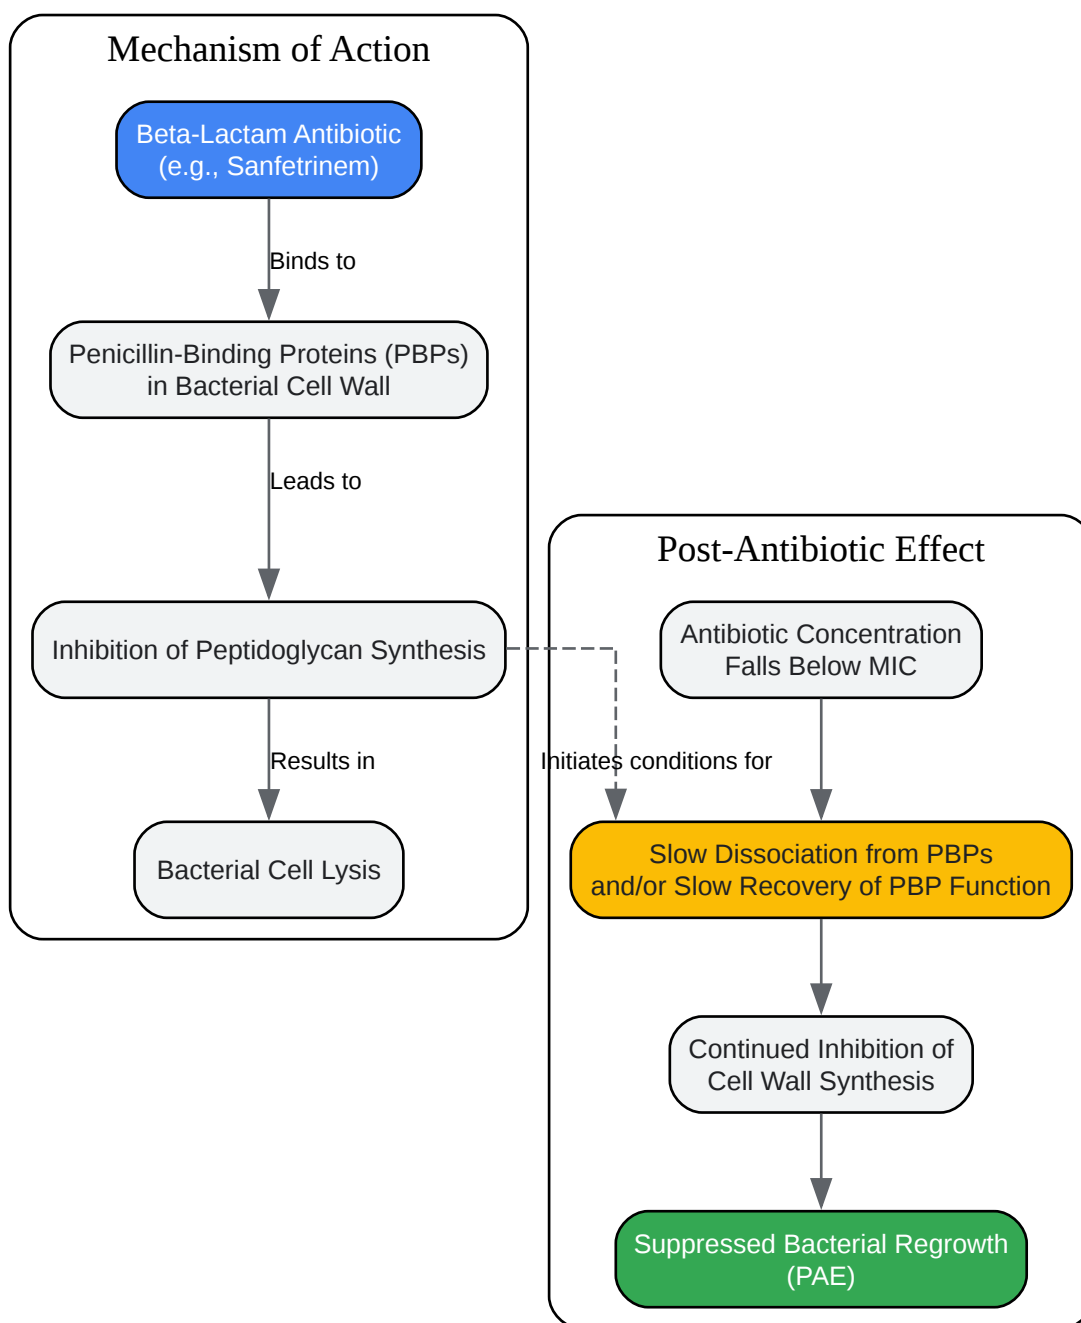 Mechanism of Action
Beta-Lactam Antibiotic
(e.g., Sanfetrinem)
Binds to
Penicillin-Binding Proteins (PBPs)
in Bacterial Cell Wall
Leads to
Inhibition of Peptidoglycan Synthesis
Results in
Bacterial Cell Lysis
Initiates conditions for
Post-Antibiotic Effect
Antibiotic Concentration
Falls Below MIC
Slow Dissociation from PBPs
and/or Slow Recovery of PBP Function
Continued Inhibition of
Cell Wall Synthesis
Suppressed Bacterial Regrowth
(PAE)